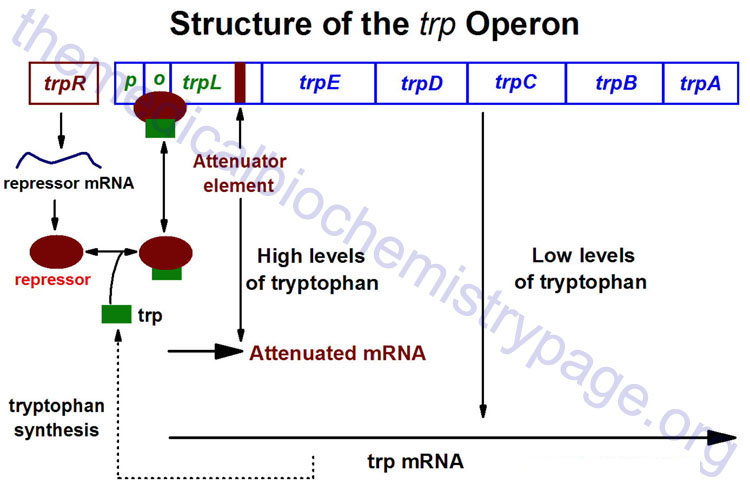 Structure of the trp Operon
trpR
p
o
trpL
trpE
trpD
trpC
trpB
trpA
repressor mRNA
Attenuator
element
repressor
trp
High levels
of tryptophan
Low levels
of tryptophan
Attenuated mRNA
tryptophan
synthesis
trp mRNA
themedicalbiochemistrypage.org